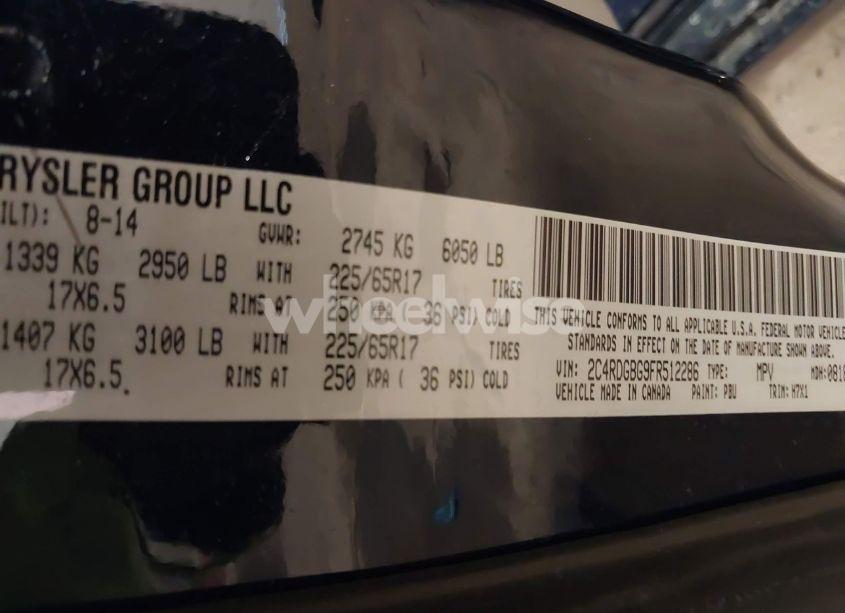 RYSLER GROUP LLC
ILT): 8-14 GVWR: 2745 KG 6050 LB
1339 KG 2950 LB WITH 225/65R17 TIRES
17X6.5 RIMS AT 250 KPA 36 PSI) COLD
1407 KG 3100 LB WITH 225/65R17 TIRES
17X6.5 RIMS AT 250 KPA ( 36 PSI) COLD
THIS VEHICLE CONFORMS TO ALL APPLICABLE U.S.A. FEDERAL MOTOR VEHICLE
STANDARDS IN EFFECT ON THE DATE OF MANUFACTURE SHOWN ABOVE.
VIN: 2C4RDGBG9FR512286 TYPE: MPV MDH:0818
VEHICLE MADE IN CANADA PAINT: PBU TRIM: H7X1
wheelwise